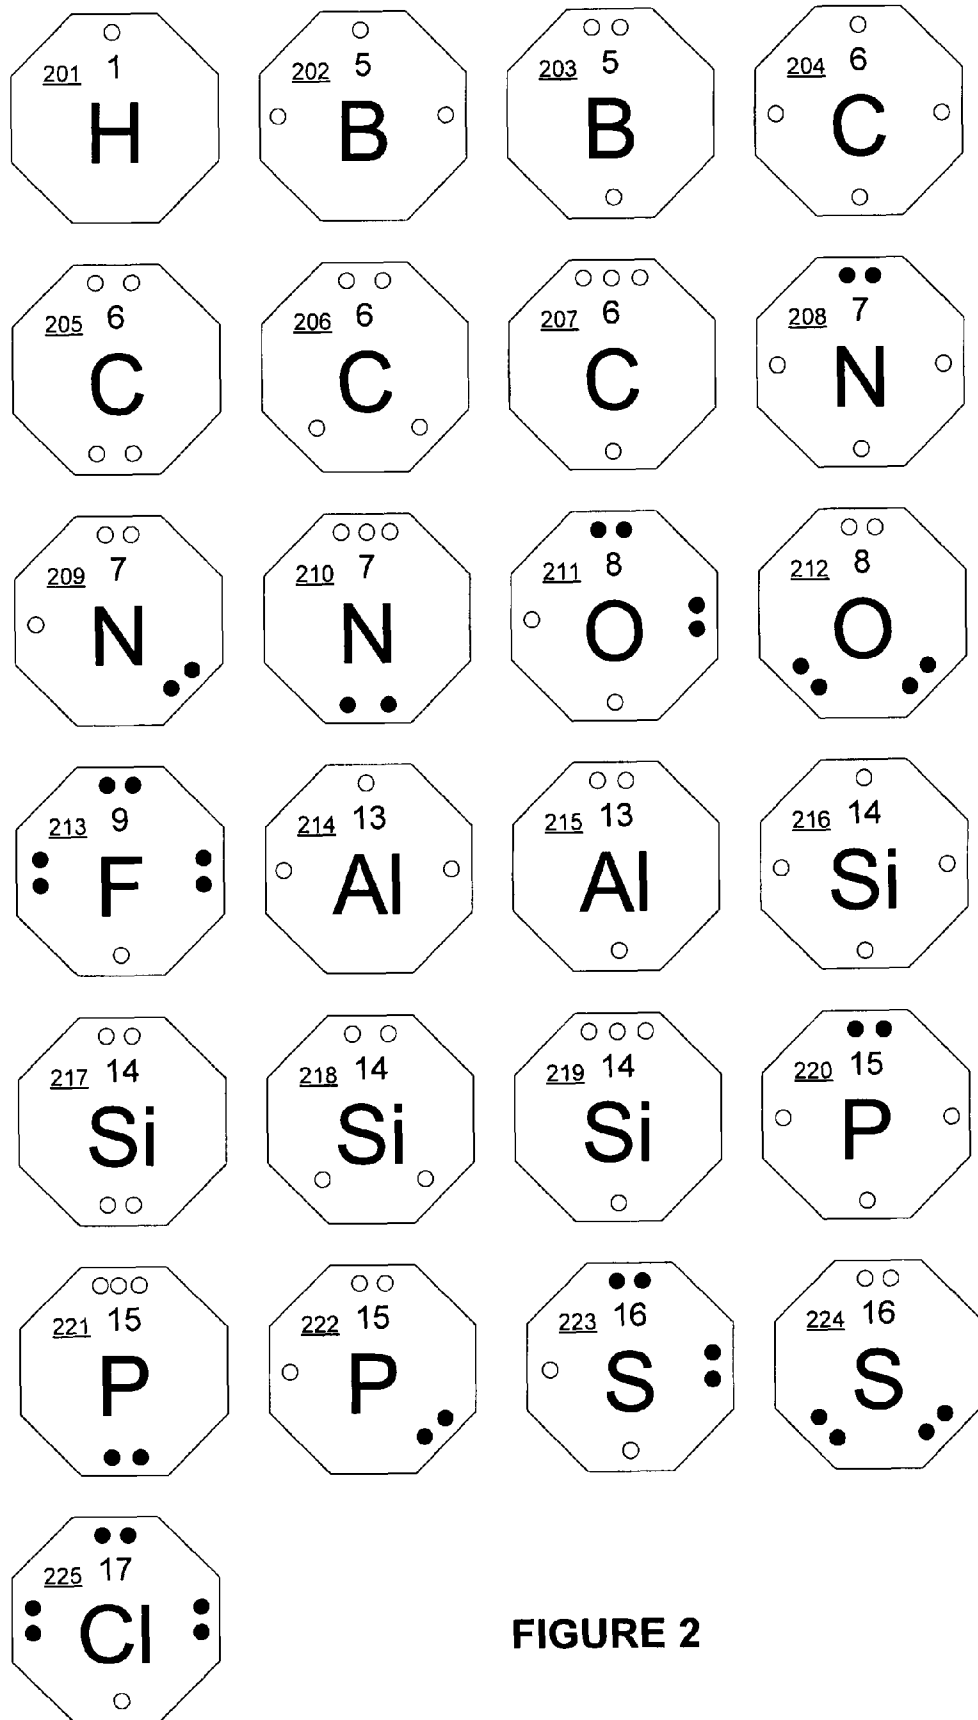 201 1
H
202 5
B
203 5
B
204 6
C
205 6
C
206 6
C
207 6
C
208 7
N
209 7
N
210 7
N
211 8
O
212 8
O
213 9
F
214 13
Al
215 13
Al
216 14
Si
217 14
Si
218 14
Si
219 14
Si
220 15
P
221 15
P
222 15
P
223 16
S
224 16
S
225 17
Cl
FIGURE 2